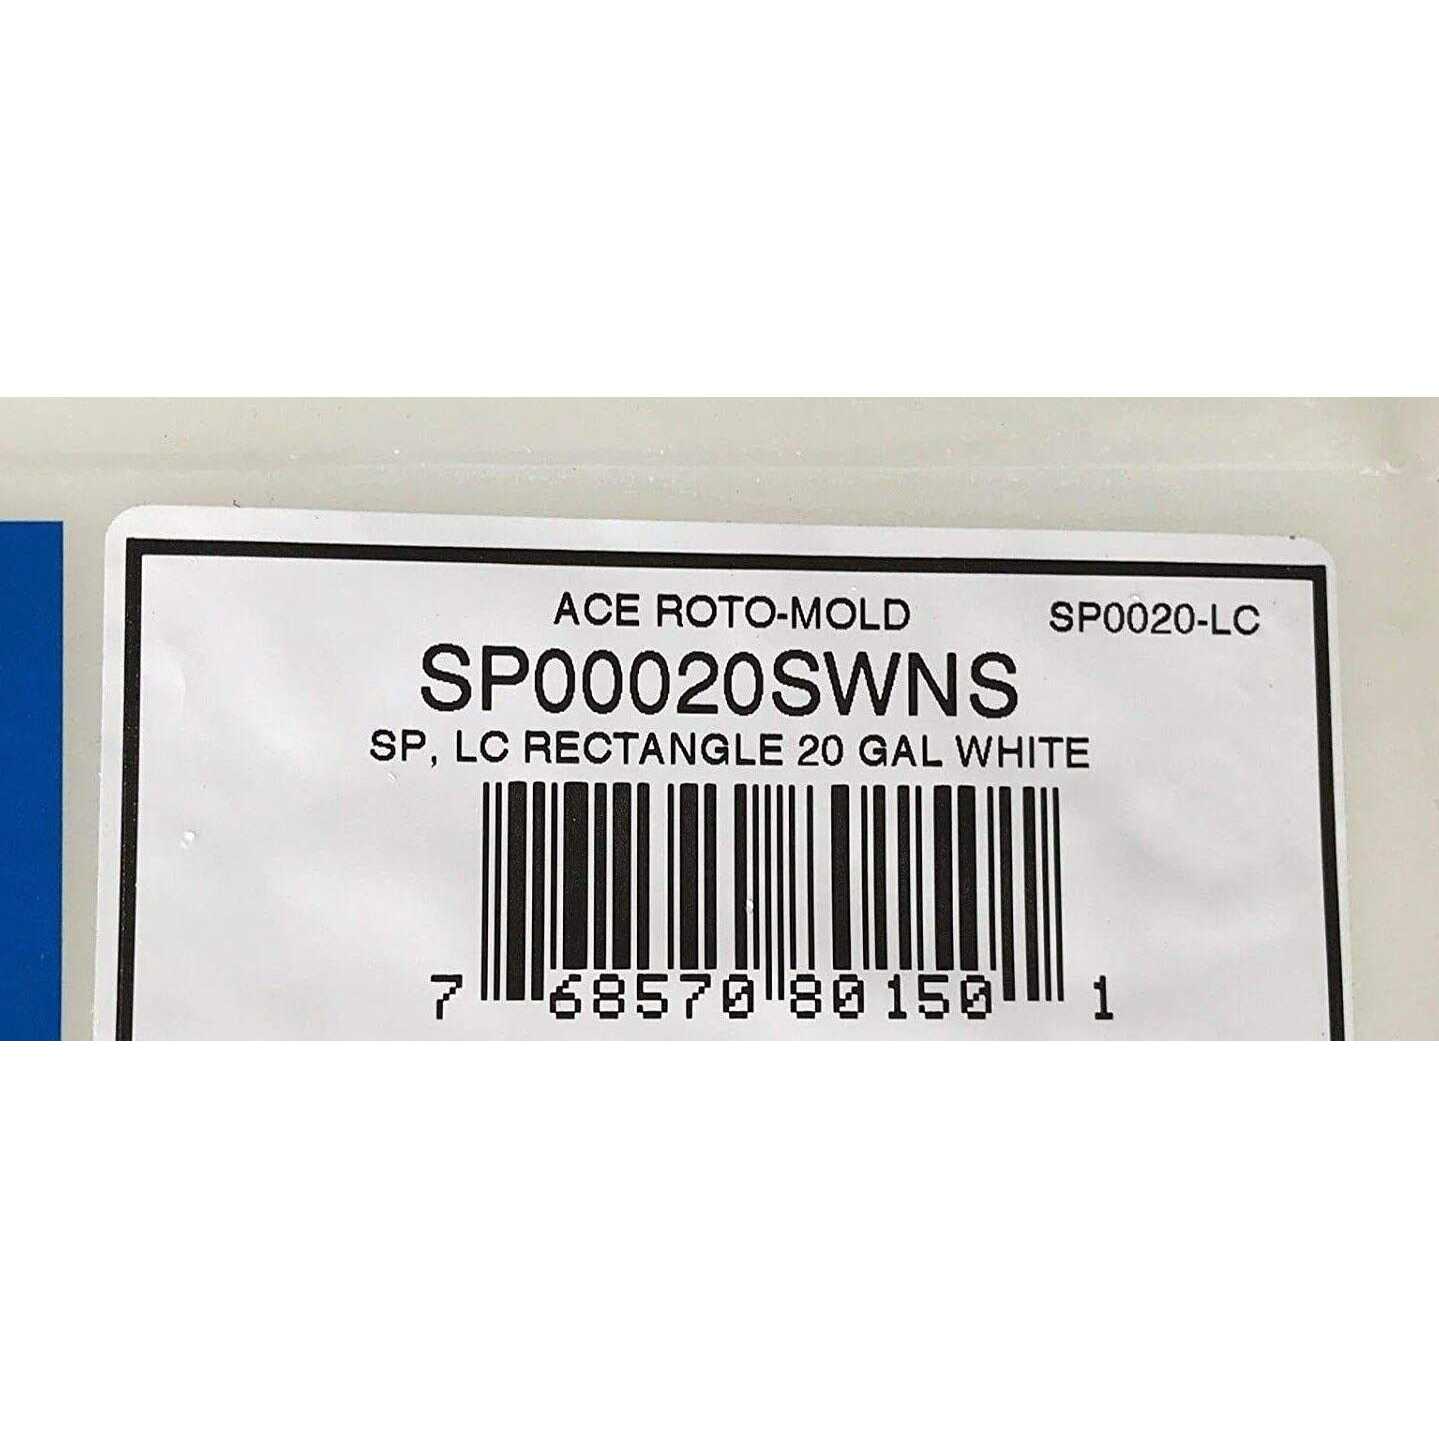 ACE ROTO-MOLD SP0020-LC
SP00020SWNS
SP, LC RECTANGLE 20 GAL WHITE
7 68570 80150 1